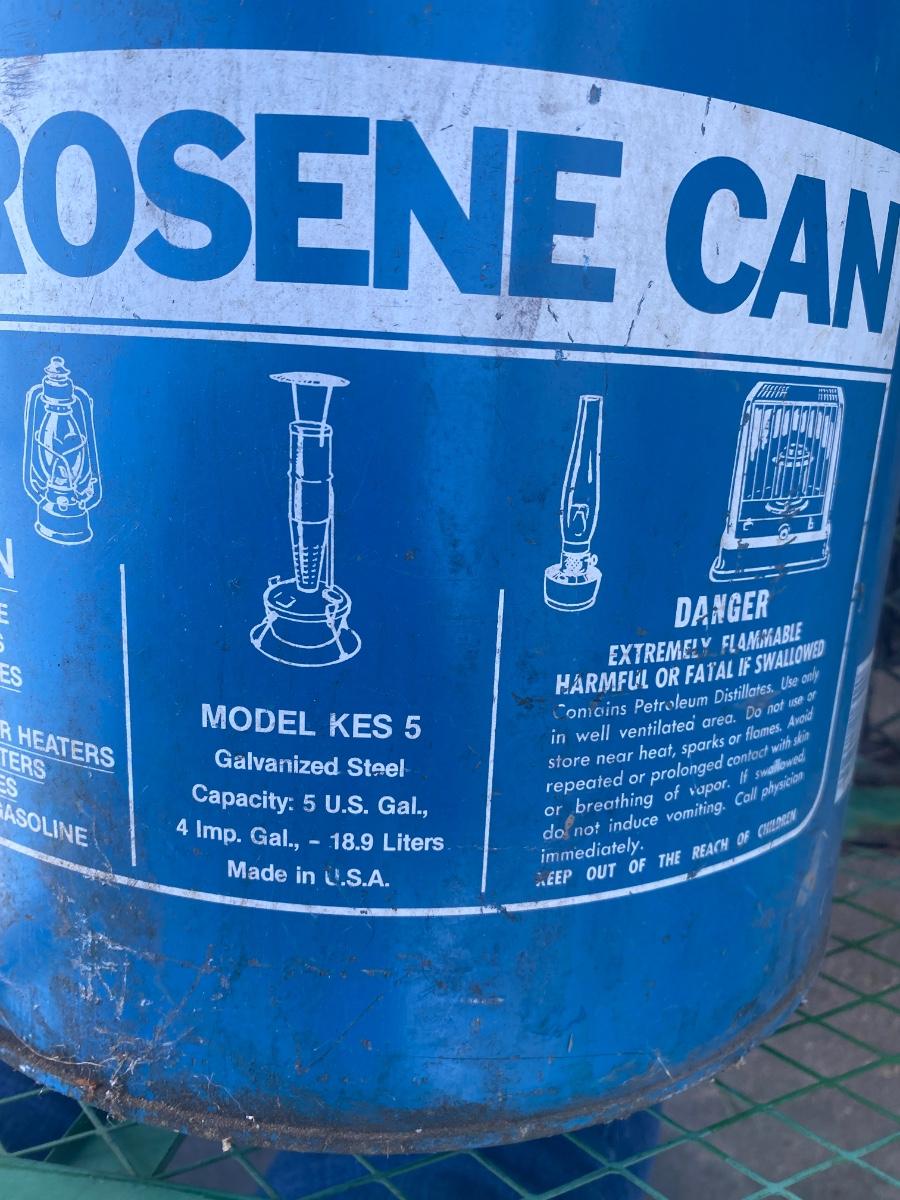 ROSENE CAN
N
E
S
ES
R HEATERS
TERS
ES
GASOLINE
MODEL KES 5
Galvanized Steel
Capacity: 5 U.S. Gal.,
4 Imp. Gal., - 18.9 Liters
Made in U.S.A.
DANGER
EXTREMELY FLAMMABLE
HARMFUL OR FATAL IF SWALLOWED
Contains Petroleum Distillates. Use only
in well ventilated area. Do not use or
store near heat, sparks or flames. Avoid
repeated or prolonged contact with skin
or breathing of vapor. If swallowed,
do not induce vomiting. Call physician
immediately.
KEEP OUT OF THE REACH OF CHILDREN